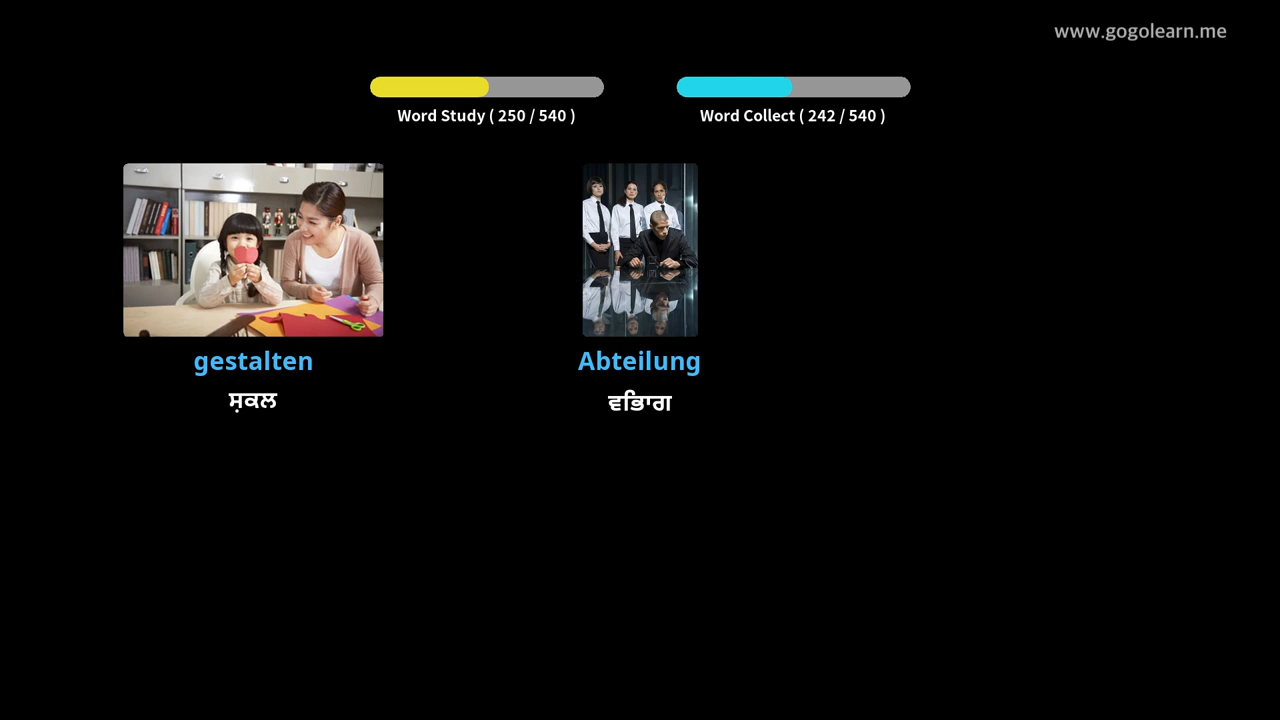 www.gogolearn.me
Word Study ( 250 / 540 )
Word Collect ( 242 / 540 )
gestalten
Abteilung
ਸ਼ਕਲ
ਵਿਭਾਗ